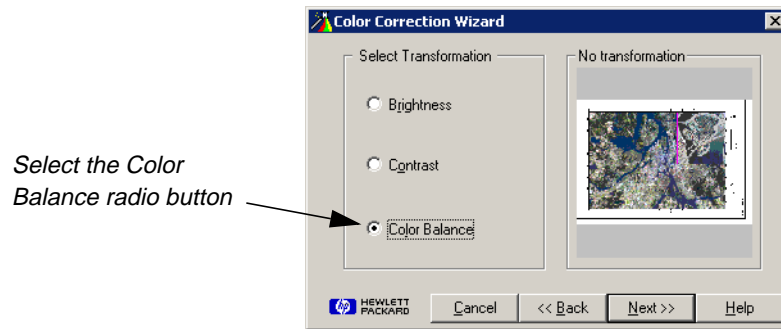 Color Correction Wizard
Select Transformation
No transformation
Brightness
Contrast
Select the Color
Balance radio button
Color Balance
hp HEWLETT
PACKARD
Cancel
<< Back
Next >>
Help